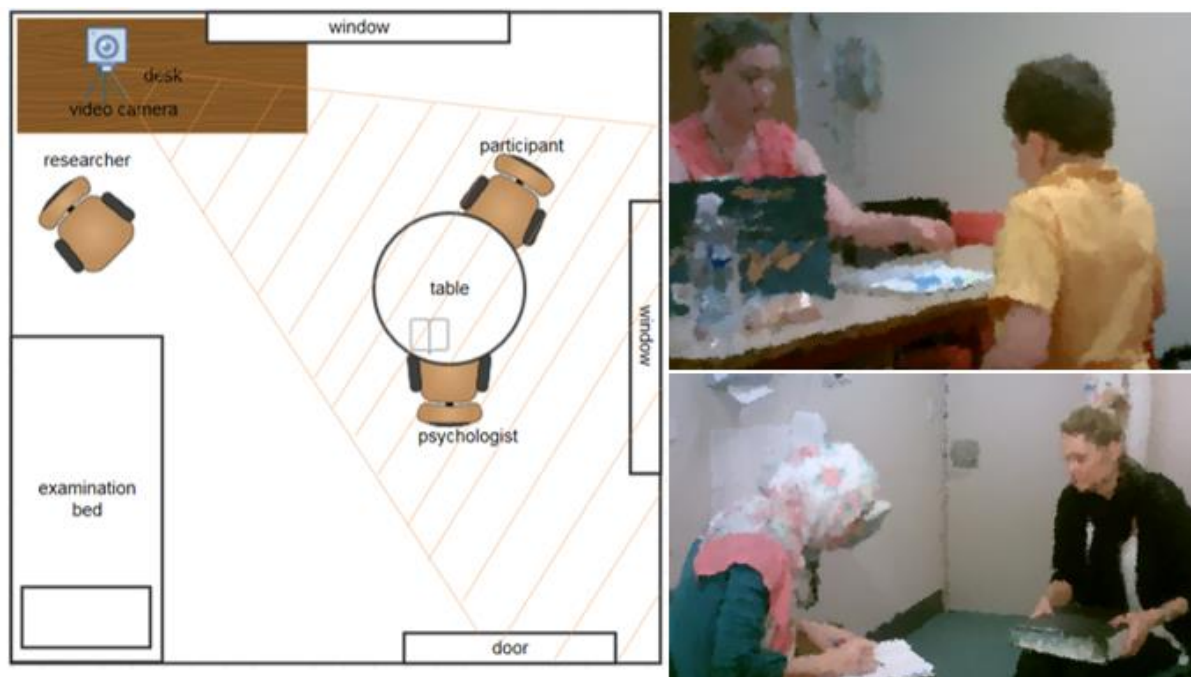 window
desk
video camera
researcher
participant
table
window
psychologist
examination
bed
door